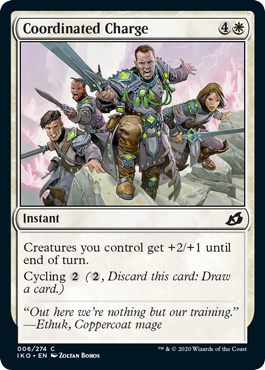 Coordinated Charge 4
Instant
Creatures you control get +2/+1 until
end of turn.
Cycling 2 (2, Discard this card: Draw
a card.)
"Out here we're nothing but our training."
—Ethuk, Coppercoat mage
006/274 C
IKO • EN ZOLTAN BOROS
™ & © 2020 Wizards of the Coast